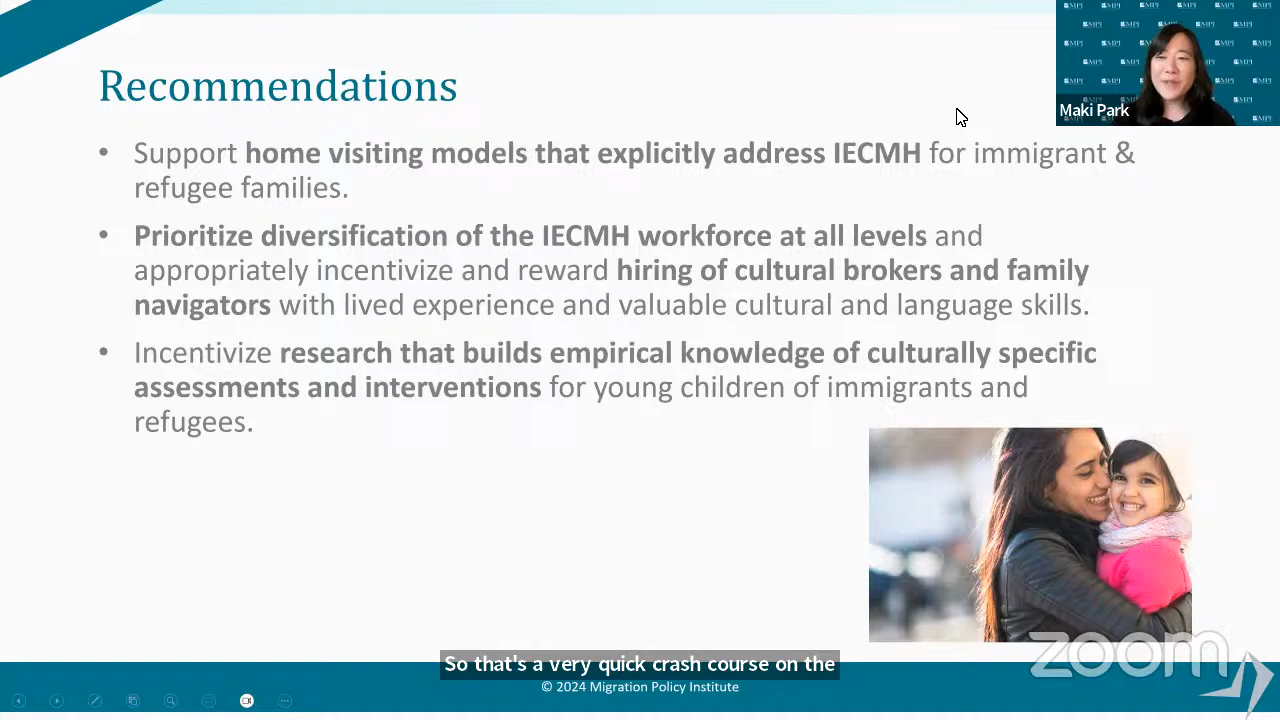 Recommendations
Maki Park
• Support home visiting models that explicitly address IECMH for immigrant &
refugee families.
• Prioritize diversification of the IECMH workforce at all levels and
appropriately incentivize and reward hiring of cultural brokers and family
navigators with lived experience and valuable cultural and language skills.
• Incentivize research that builds empirical knowledge of culturally specific
assessments and interventions for young children of immigrants and
refugees.
zoom
So that's a very quick crash course on the
© 2024 Migration Policy Institute